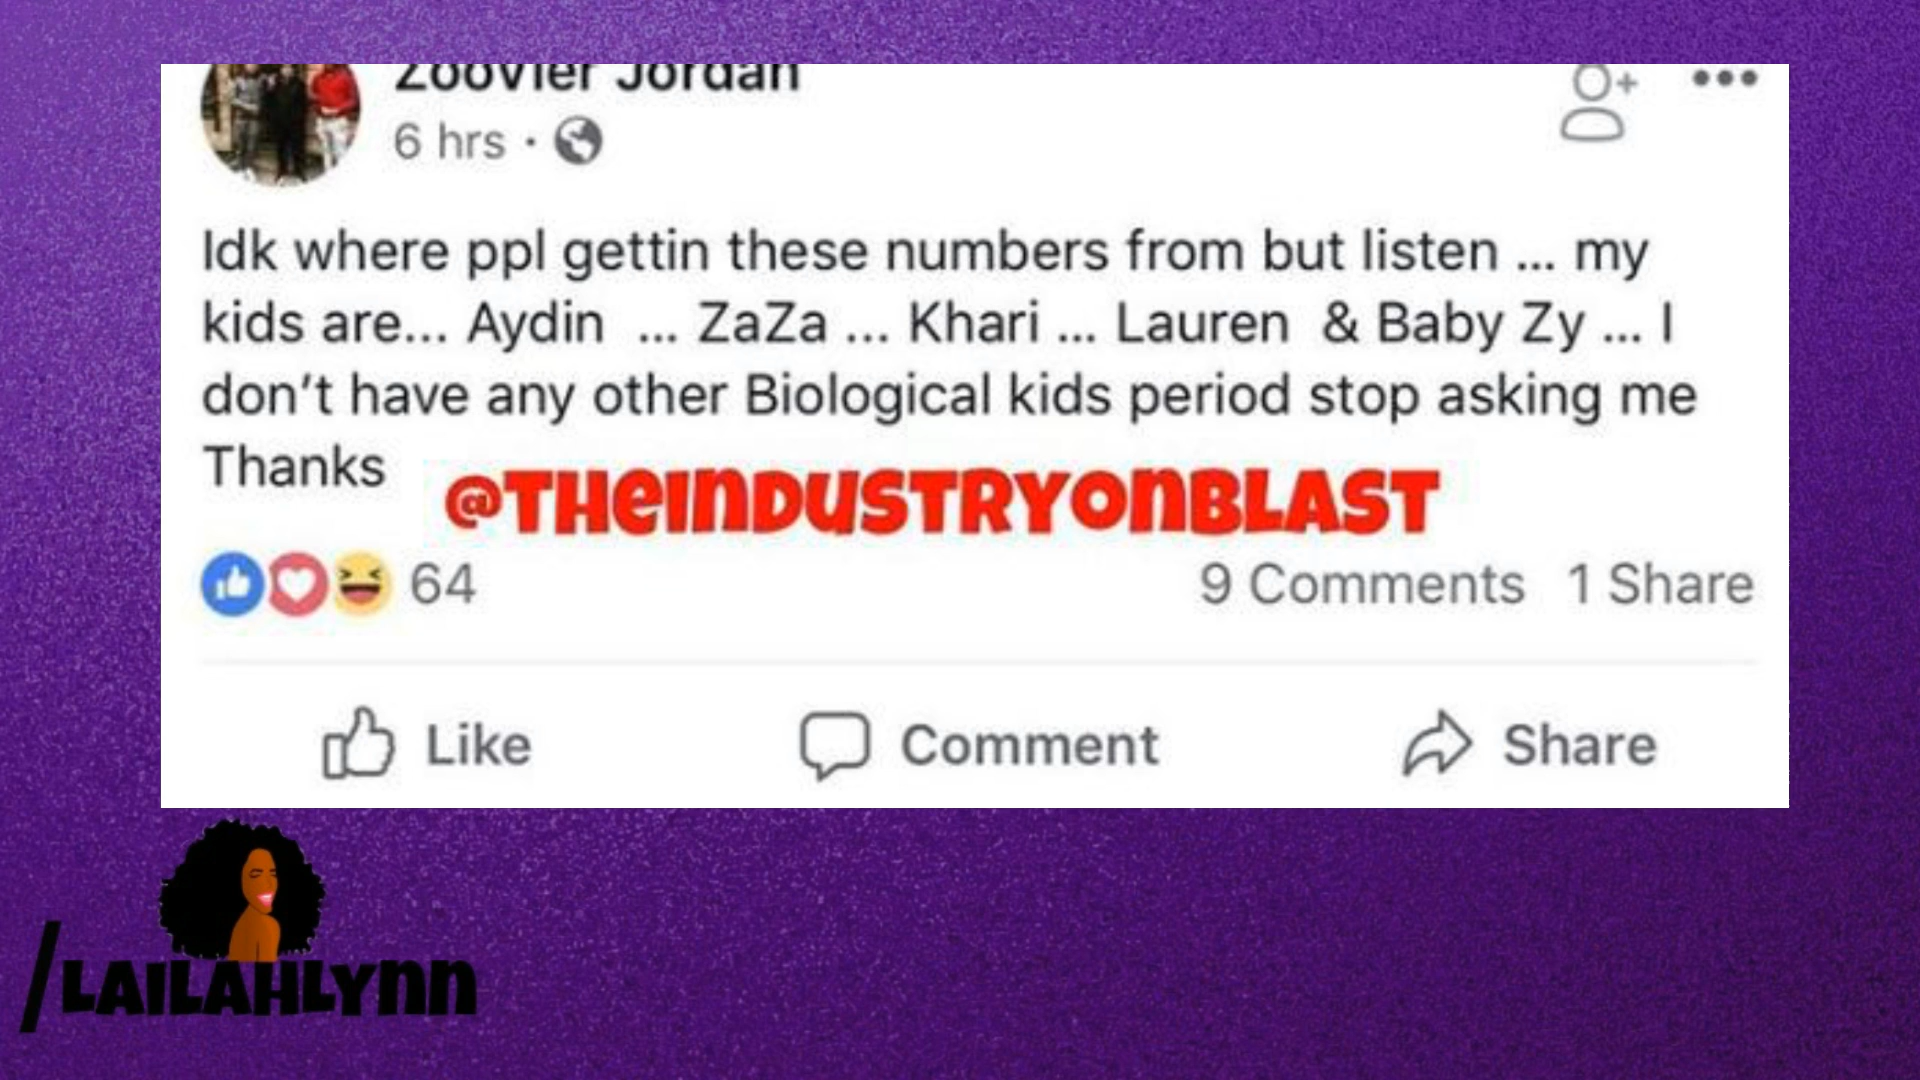 Zoovier Jordan
6 hrs ·
Idk where ppl gettin these numbers from but listen ... my
kids are... Aydin ... ZaZa ... Khari ... Lauren & Baby Zy ... I
don't have any other Biological kids period stop asking me
Thanks
@THeInDUSTRYOnBLAST
64
9 Comments 1 Share
Like
Comment
Share
/LAILAHLYnn